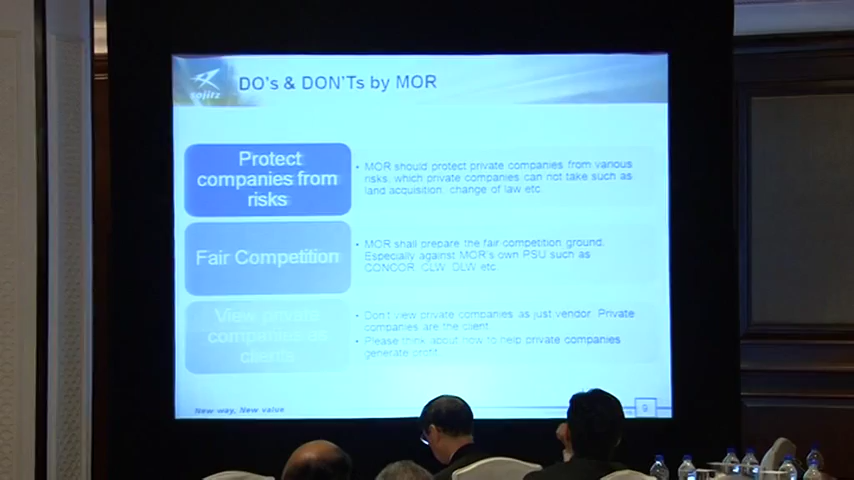 sojitz
DO's & DON'Ts by MOR
Protect
companies from
risks
• MOR should protect private companies from various
risks, which private companies can not take such as
land acquisition, change of law etc.
Fair Competition
• MOR shall prepare the fair competition ground.
Especially against MOR's own PSU such as
CONCOR, CLW, DLW etc.
View private
companies as
clients
• Don't view private companies as just vendor. Private
companies are the client.
• Please think about how to help private companies
generate profit.
New way, New value
9